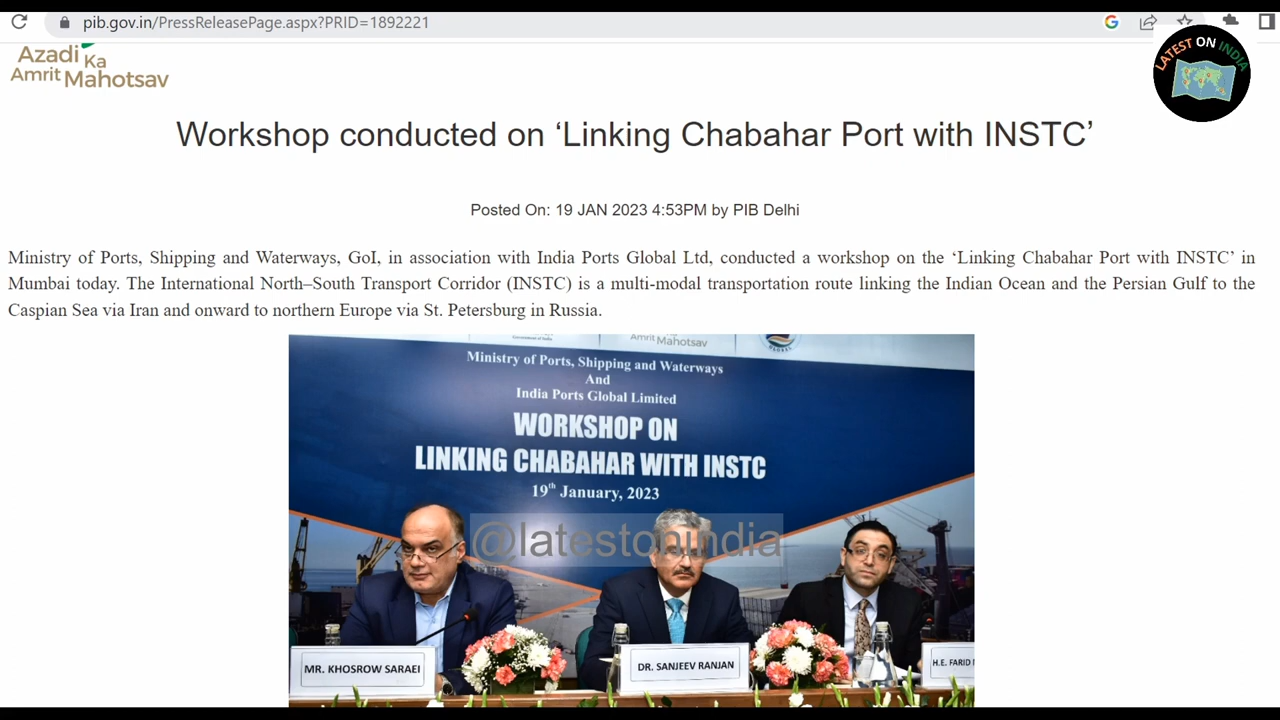 pib.gov.in/PressReleasePage.aspx?PRID=1892221
LATEST ON INDIA
Azadi
Ka
Amrit Mahotsav
Workshop conducted on ‘Linking Chabahar Port with INSTC’
Posted On: 19 JAN 2023 4:53PM by PIB Delhi
Ministry of Ports, Shipping and Waterways, GoI, in association with India Ports Global Ltd, conducted a workshop on the ‘Linking Chabahar Port with INSTC’ in
Mumbai today. The International North–South Transport Corridor (INSTC) is a multi-modal transportation route linking the Indian Ocean and the Persian Gulf to the
Caspian Sea via Iran and onward to northern Europe via St. Petersburg in Russia.
Amrit Mahotsav
Ministry of Ports, Shipping and Waterways
And
India Ports Global Limited
WORKSHOP ON
LINKING CHABAHAR WITH INSTC
19th January, 2023
@latestonindia
MR. KHOSROW SARAEI
DR. SANJEEV RANJAN
H.E. FARID